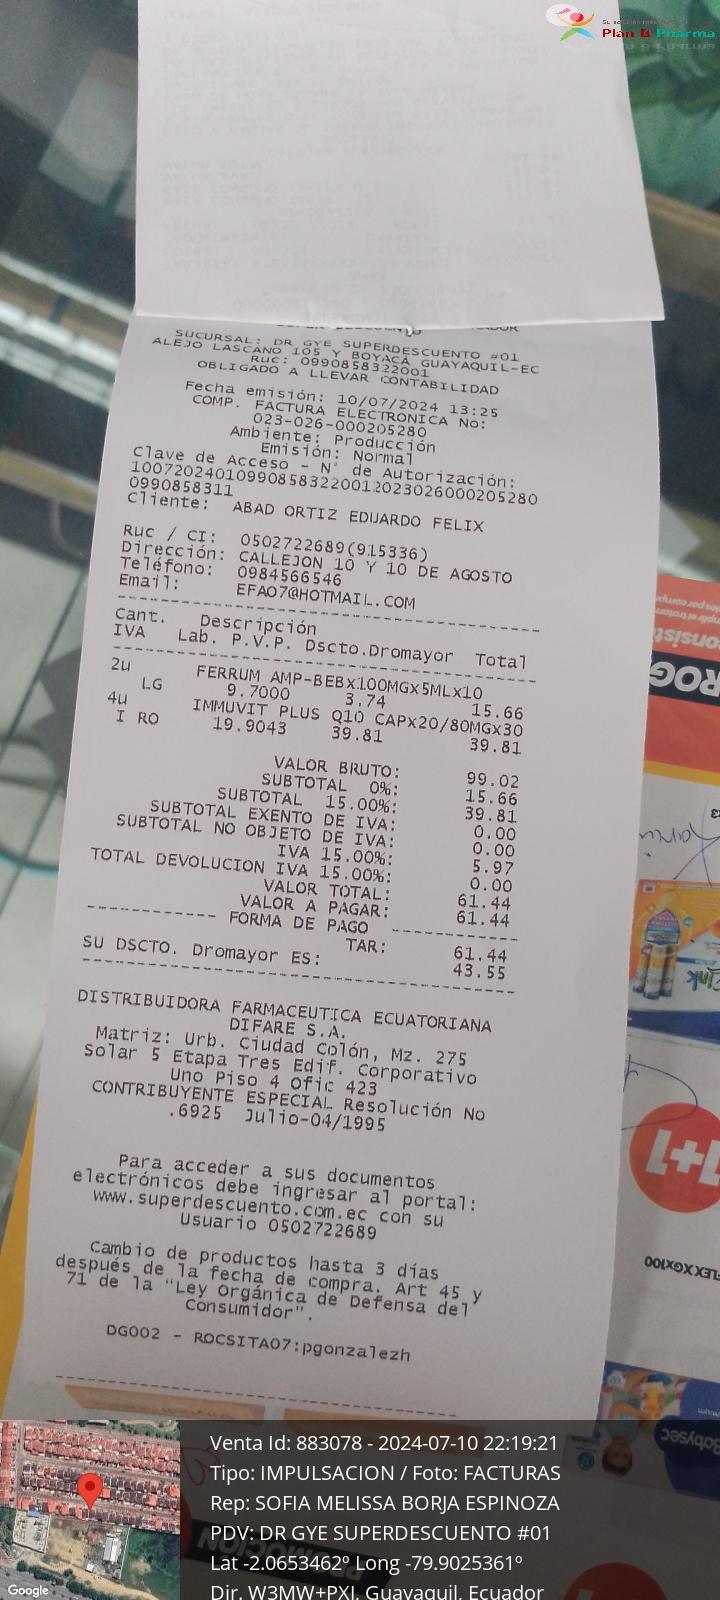 Plan B Pharma
SUCURSAL: DR GYE SUPERDESCUENTO #01
ALEJO LASCANO 105 Y BOYACA GUAYAQUIL-EC
Ruc: 0990858322001
OBLIGADO A LLEVAR CONTABILIDAD
Fecha emisión: 10/07/2024 13:25
COMP. FACTURA ELECTRONICA No:
023-026-000205280
Ambiente: Producción
Emisión: Normal
Clave de Acceso - N° de Autorización:
100720240109908583220012023026000205280
0990858311
Cliente: ABAD ORTIZ EDUARDO FELIX
Ruc / CI: 0502722689(915336)
Dirección: CALLEJON 10 Y 10 DE AGOSTO
Teléfono: 0984566546
Email: EFAO7@HOTMAIL.COM
Cant. Descripción
IVA Lab. P.V.P. Dscto.Dromayor Total
2u FERRUM AMP-BEBx100MGx5MLx10
LG 9.7000 3.74 15.66
4u IMMUVIT PLUS Q10 CAPx20/80MGx30
I RO 19.9043 39.81 39.81
VALOR BRUTO: 99.02
SUBTOTAL 0%: 15.66
SUBTOTAL 15.00%: 39.81
SUBTOTAL EXENTO DE IVA: 0.00
SUBTOTAL NO OBJETO DE IVA: 0.00
IVA 15.00%: 5.97
TOTAL DEVOLUCION IVA 15.00%: 0.00
VALOR TOTAL: 61.44
VALOR A PAGAR: 61.44
----------- FORMA DE PAGO -----------
TAR: 61.44
SU DSCTO. Dromayor ES: 43.55
DISTRIBUIDORA FARMACEUTICA ECUATORIANA
DIFARE S.A.
Matriz: Urb. Ciudad Colón, Mz. 275
Solar 5 Etapa Tres Edif. Corporativo
Uno Piso 4 Ofic 423
CONTRIBUYENTE ESPECIAL Resolución No
.6925 Julio-04/1995
Para acceder a sus documentos
electrónicos debe ingresar al portal:
www.superdescuento.com.ec con su
Usuario 0502722689
Cambio de productos hasta 3 días
después de la fecha de compra. Art 45 y
71 de la "Ley Orgánica de Defensa del
Consumidor".
DG002 - ROCSITA07:pgonzalezh
1+1
Babysec
Venta Id: 883078 - 2024-07-10 22:19:21
Tipo: IMPULSACION / Foto: FACTURAS
Rep: SOFIA MELISSA BORJA ESPINOZA
PDV: DR GYE SUPERDESCUENTO #01
Lat -2.0653462º Long -79.9025361º
Dir. W3MW+PXJ, Guayaquil, Ecuador
Google